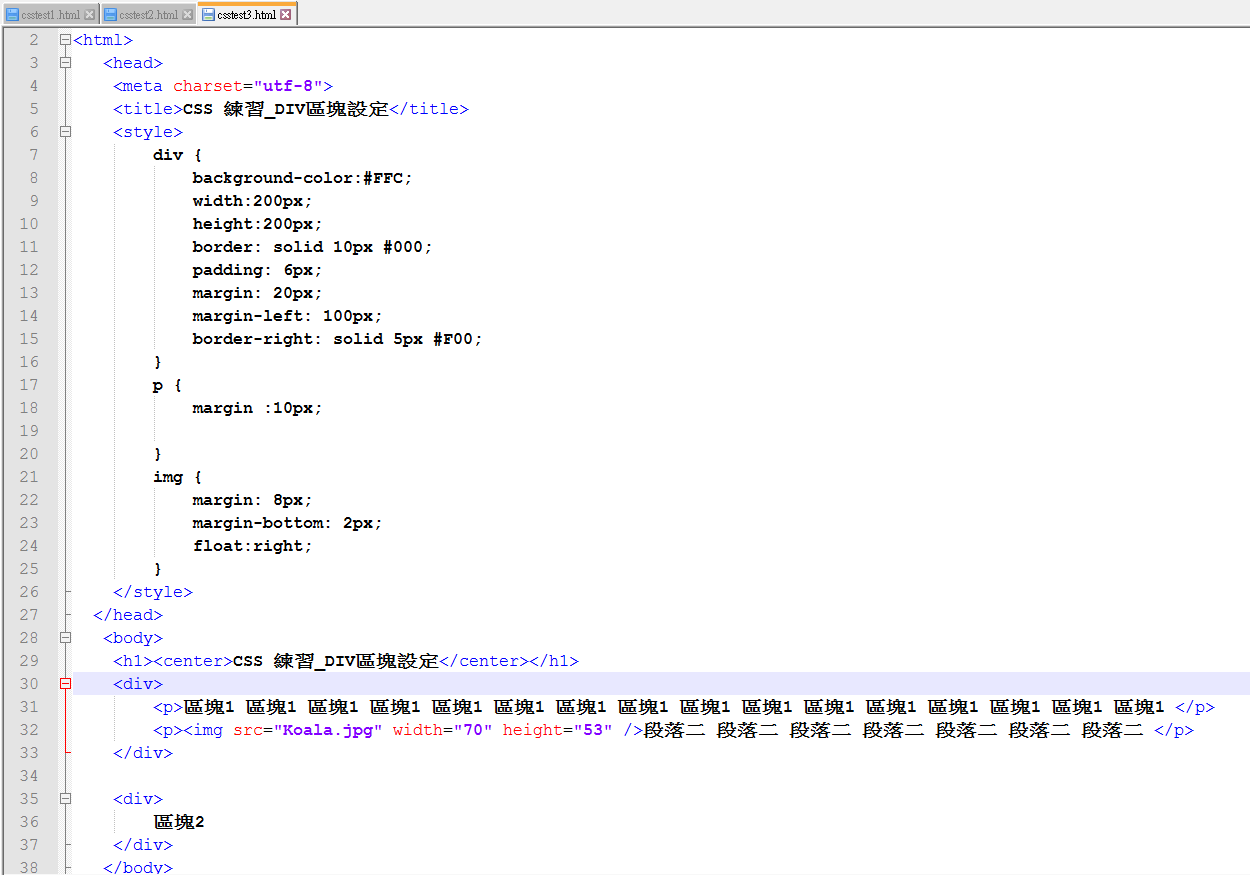 csstest1.html csstest2.html csstest3.html
2 <html>
3 <head>
4 <meta charset="utf-8">
5 <title>CSS 練習_DIV區塊設定</title>
6 <style>
7 div {
8 background-color:#FFC;
9 width:200px;
10 height:200px;
11 border: solid 10px #000;
12 padding: 6px;
13 margin: 20px;
14 margin-left: 100px;
15 border-right: solid 5px #F00;
16 }
17 p {
18 margin :10px;
19
20 }
21 img {
22 margin: 8px;
23 margin-bottom: 2px;
24 float:right;
25 }
26 </style>
27 </head>
28 <body>
29 <h1><center>CSS 練習_DIV區塊設定</center></h1>
30 <div>
31 <p>區塊1 區塊1 區塊1 區塊1 區塊1 區塊1 區塊1 區塊1 區塊1 區塊1 區塊1 區塊1 區塊1 區塊1 區塊1 區塊1 </p>
32 <p><img src="Koala.jpg" width="70" height="53" />段落二 段落二 段落二 段落二 段落二 段落二 段落二 </p>
33 </div>
34
35 <div>
36 區塊2
37 </div>
38 </body>